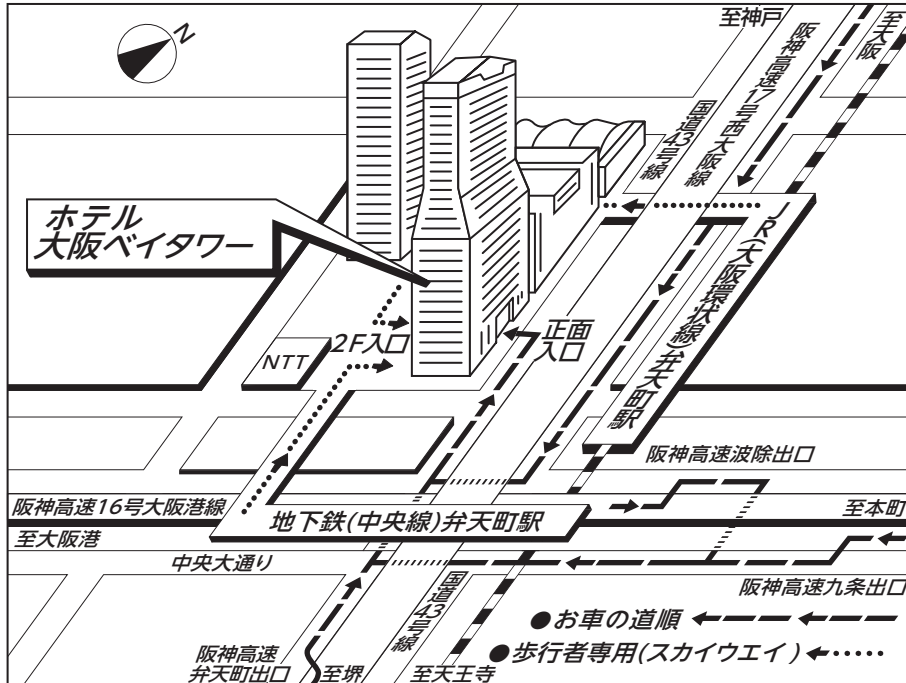 N
至神戸
阪神高速17号西大阪線
至大阪
国道43号線
ホテル
大阪ベイタワー
JR(大阪環状線)弁天町駅
正面
入口
2F入口
NTT
阪神高速波除出口
阪神高速16号大阪港線
地下鉄(中央線)弁天町駅
至本町
至大阪港
中央大通り
国道43号線
阪神高速九条出口
●お車の道順
●歩行者専用(スカイウエイ)
阪神高速
弁天町出口
至堺
至天王寺